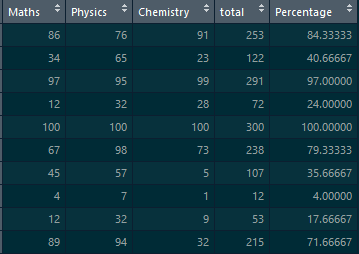 Maths Physics Chemistry total Percentage
86 76 91 253 84.33333
34 65 23 122 40.66667
97 95 99 291 97.00000
12 32 28 72 24.00000
100 100 100 300 100.00000
67 98 73 238 79.33333
45 57 5 107 35.66667
4 7 1 12 4.00000
12 32 9 53 17.66667
89 94 32 215 71.66667